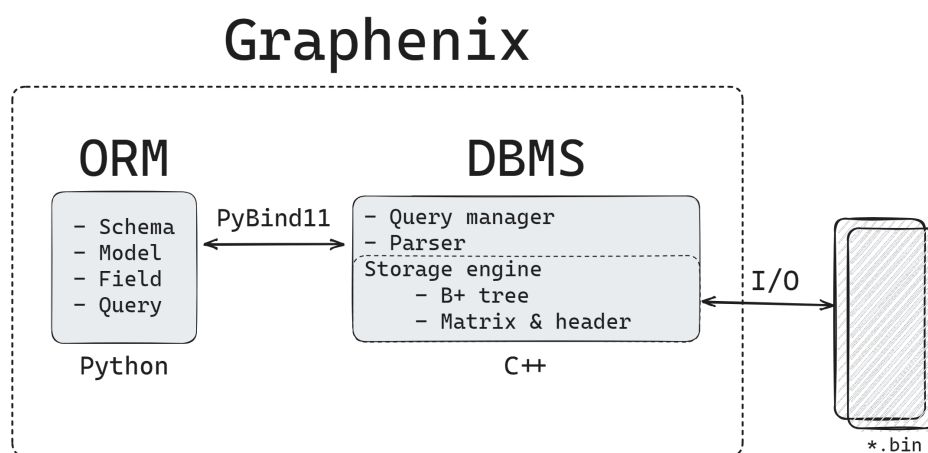 Graphenix
ORM
- Schema
- Model
- Field
- Query
Python
PyBind11
DBMS
- Query manager
- Parser
Storage engine
- B+ tree
- Matrix & header
C++
I/O
*.bin